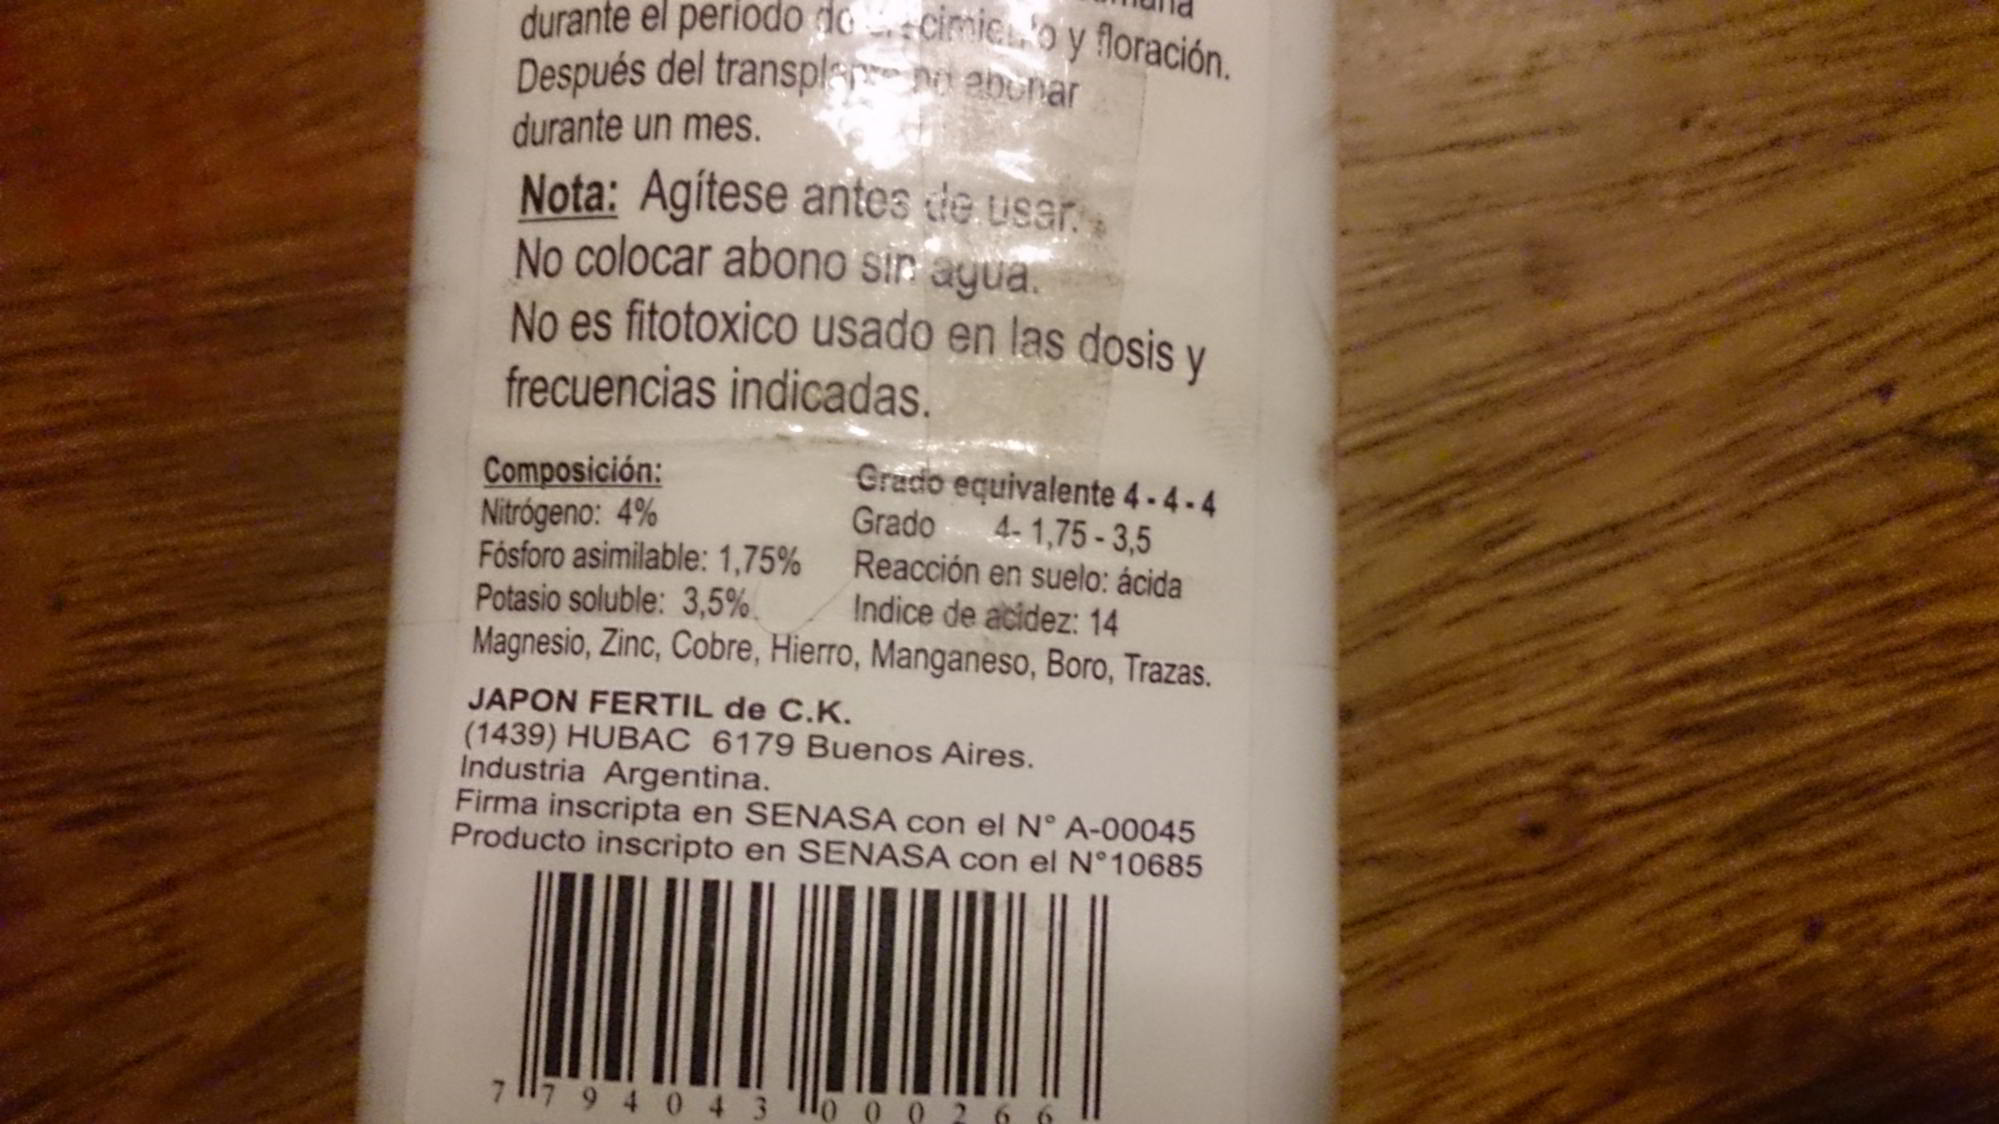 durante el período y floración.
Después del no abonar
durante un mes.
Nota: Agítese antes de usar.
No colocar abono sin agua.
No es fitotoxico usado en las dosis y
frecuencias indicadas.
Composición:
Nitrógeno: 4%
Fósforo asimilable: 1,75%
Potasio soluble: 3,5%
Grado equivalente 4 - 4 - 4
Grado 4- 1,75 - 3,5
Reacción en suelo: ácida
Indice de acidez: 14
Magnesio, Zinc, Cobre, Hierro, Manganeso, Boro, Trazas.
JAPON FERTIL de C.K.
(1439) HUBAC 6179 Buenos Aires.
Industria Argentina.
Firma inscripta en SENASA con el N° A-00045
Producto inscripto en SENASA con el N°10685
7 794043 000266